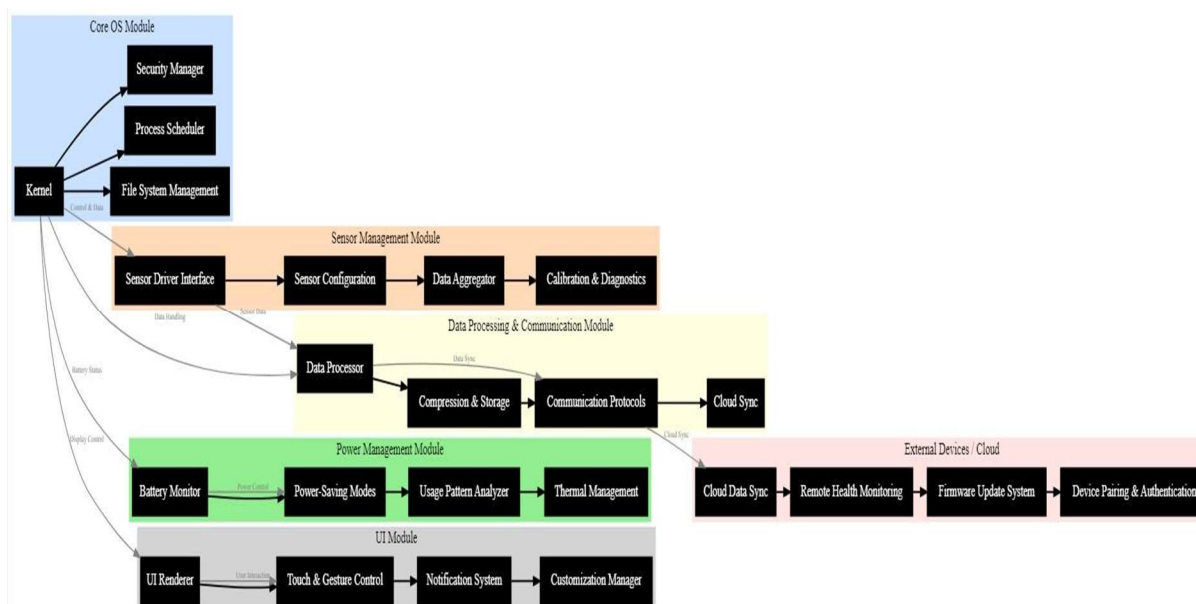 Core OS Module
Security Manager
Process Scheduler
Kernel
File System Management
Control & Data
Sensor Management Module
Sensor Driver Interface
Sensor Configuration
Data Aggregator
Calibration & Diagnostics
Sensor Data
Data Handling
Data Processing & Communication Module
Data Sync
Data Processor
Battery Status
Compression & Storage
Communication Protocols
Cloud Sync
Cloud Sync
Display Control
Power Management Module
External Devices / Cloud
Battery Monitor
Power Control
Power-Saving Modes
Usage Pattern Analyzer
Thermal Management
Cloud Data Sync
Remote Health Monitoring
Firmware Update System
Device Pairing & Authentication
UI Module
UI Renderer
User Interaction
Touch & Gesture Control
Notification System
Customization Manager